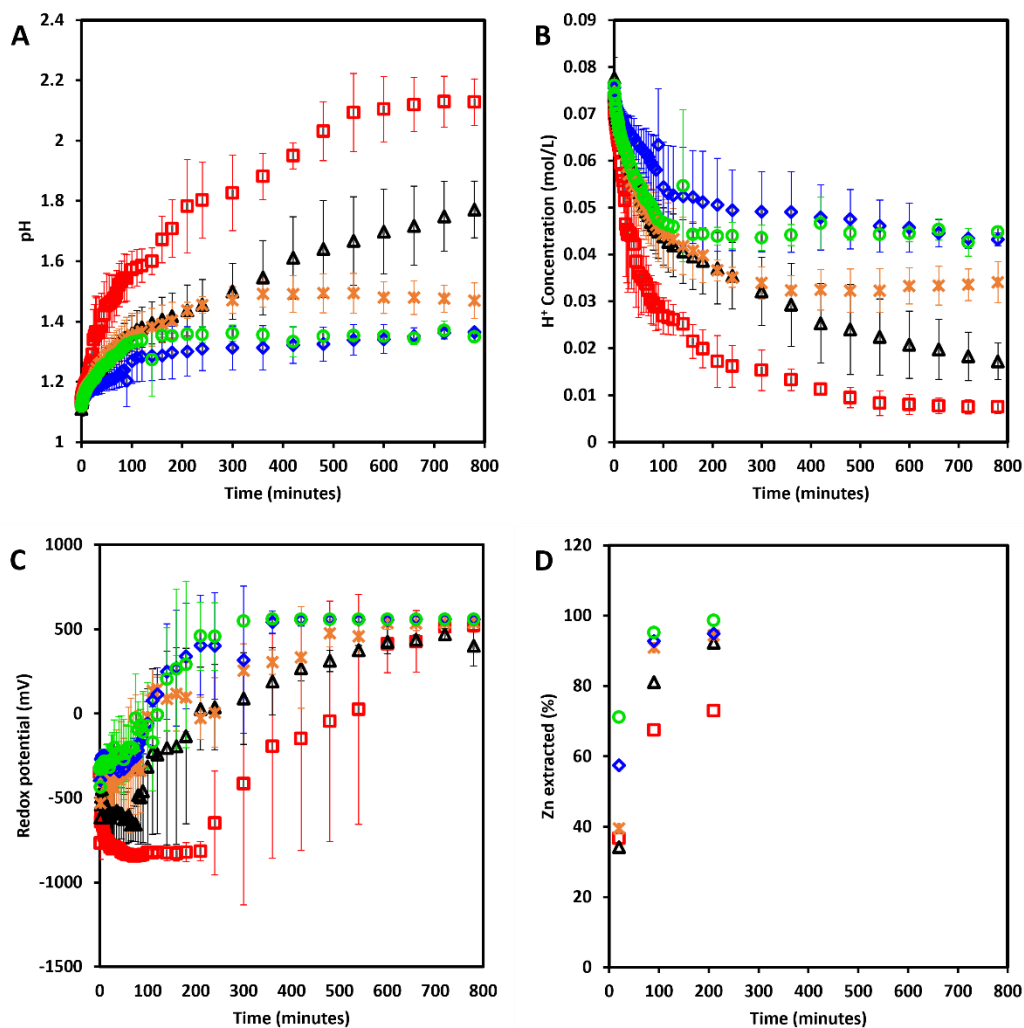 A
2.4
2.2
2.0
1.8
1.6
1.4
1.2
1
pH
0 100 200 300 400 500 600 700 800
Time (minutes)
B
0.09
0.08
0.07
0.06
0.05
0.04
0.03
0.02
0.01
0
H⁺ Concentration (mol/L)
0 100 200 300 400 500 600 700 800
Time (minutes)
C
1000
500
0
-500
-1000
-1500
Redox potential (mV)
0 100 200 300 400 500 600 700 800
Time (minutes)
D
120
100
80
60
40
20
0
Zn extracted (%)
0 100 200 300 400 500 600 700 800
Time (minutes)